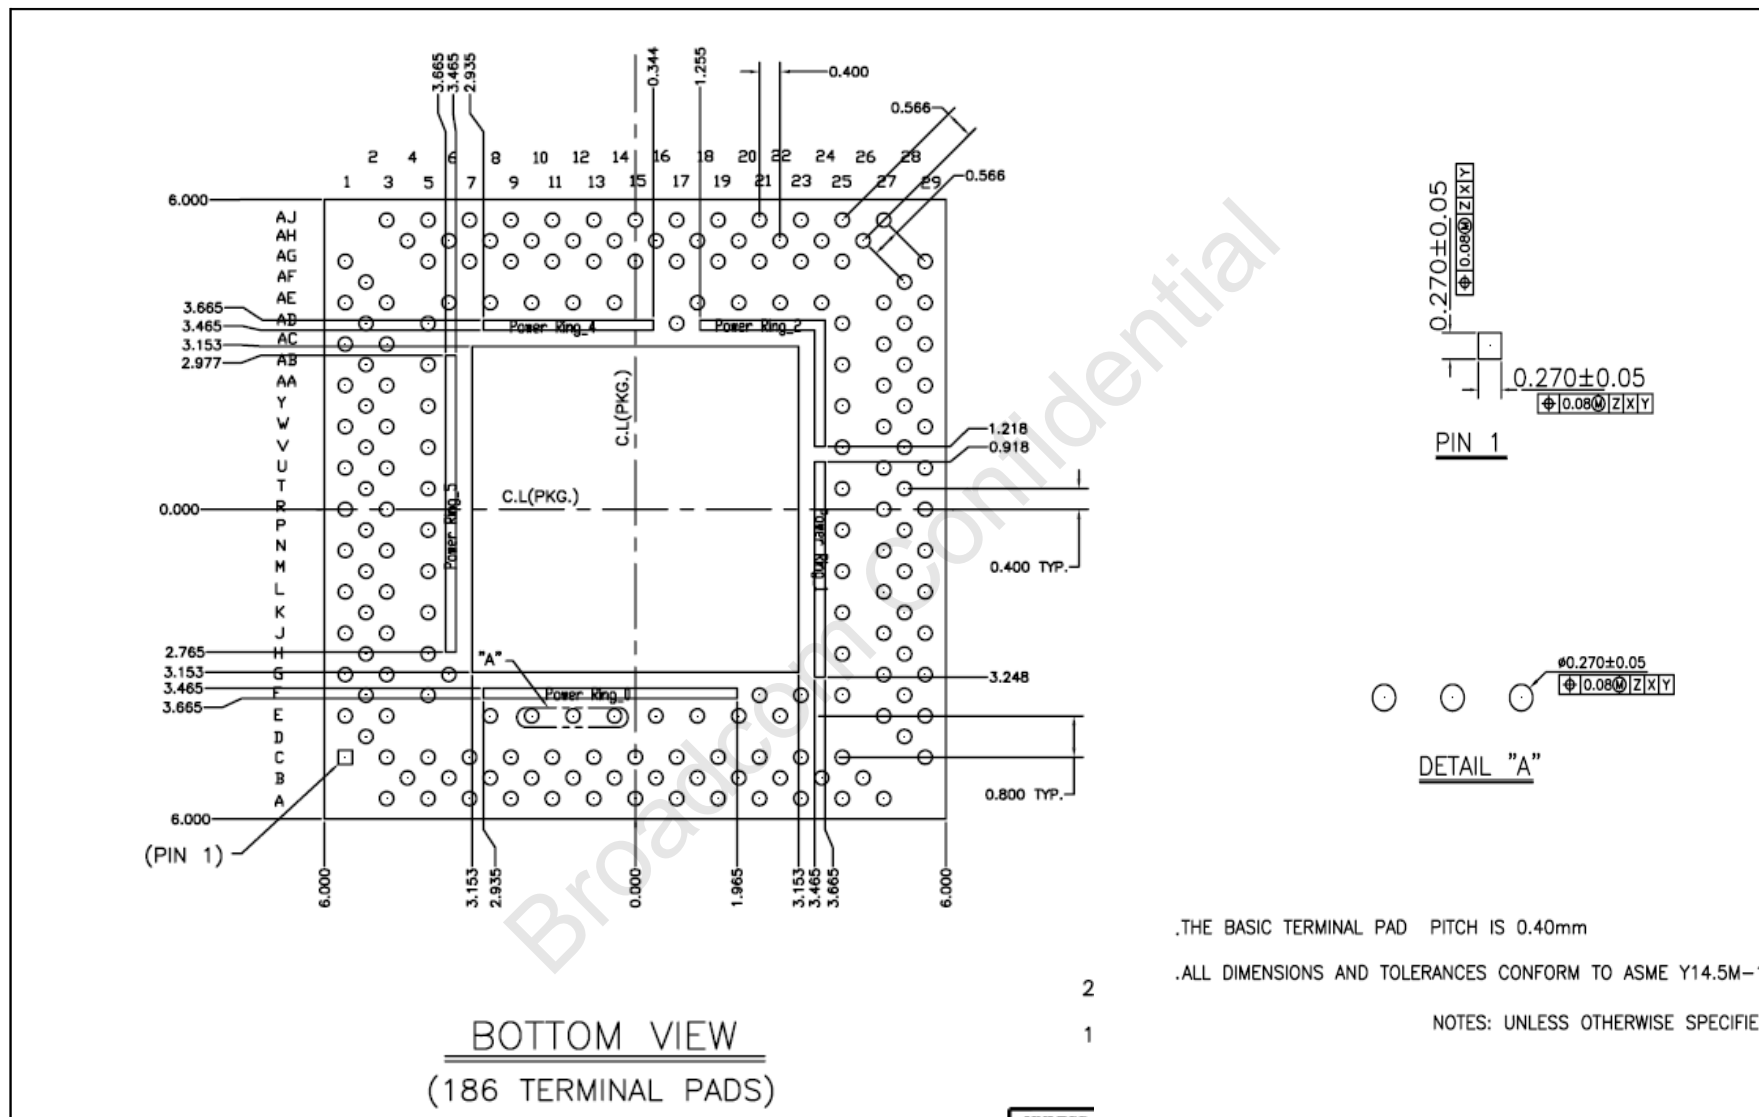 3.665
3.465
2.935
0.344
1.255
0.400
0.566
0.566
2 4 6 8 10 12 14 16 18 20 22 24 26 28
1 3 5 7 9 11 13 15 17 19 21 23 25 27 29
6.000
AJ
AH
AG
AF
AE
AD
AC
AB
AA
Y
W
V
U
T
R
P
N
M
L
K
J
H
G
F
E
D
C
B
A
3.665
3.465
3.153
2.977
0.000
2.765
3.153
3.465
3.665
6.000
(PIN 1)
Power Ring_4
Power Ring_2
Power Ring_5
Power Ring_1
Power Ring_0
C.L(PKG.)
C.L(PKG.)
"A"
1.218
0.918
0.400 TYP.
3.248
0.800 TYP.
6.000
3.153
2.935
0.000
1.965
3.153
3.465
3.665
6.000
Broadcom Confidential
BOTTOM VIEW
(186 TERMINAL PADS)
0.270±0.05
⌖ 0.08Ⓜ Z X Y
0.270±0.05
⌖ 0.08Ⓜ Z X Y
PIN 1
ø0.270±0.05
⌖ 0.08Ⓜ Z X Y
DETAIL "A"
.THE BASIC TERMINAL PAD PITCH IS 0.40mm
2
.ALL DIMENSIONS AND TOLERANCES CONFORM TO ASME Y14.5M-
1
NOTES: UNLESS OTHERWISE SPECIFIE